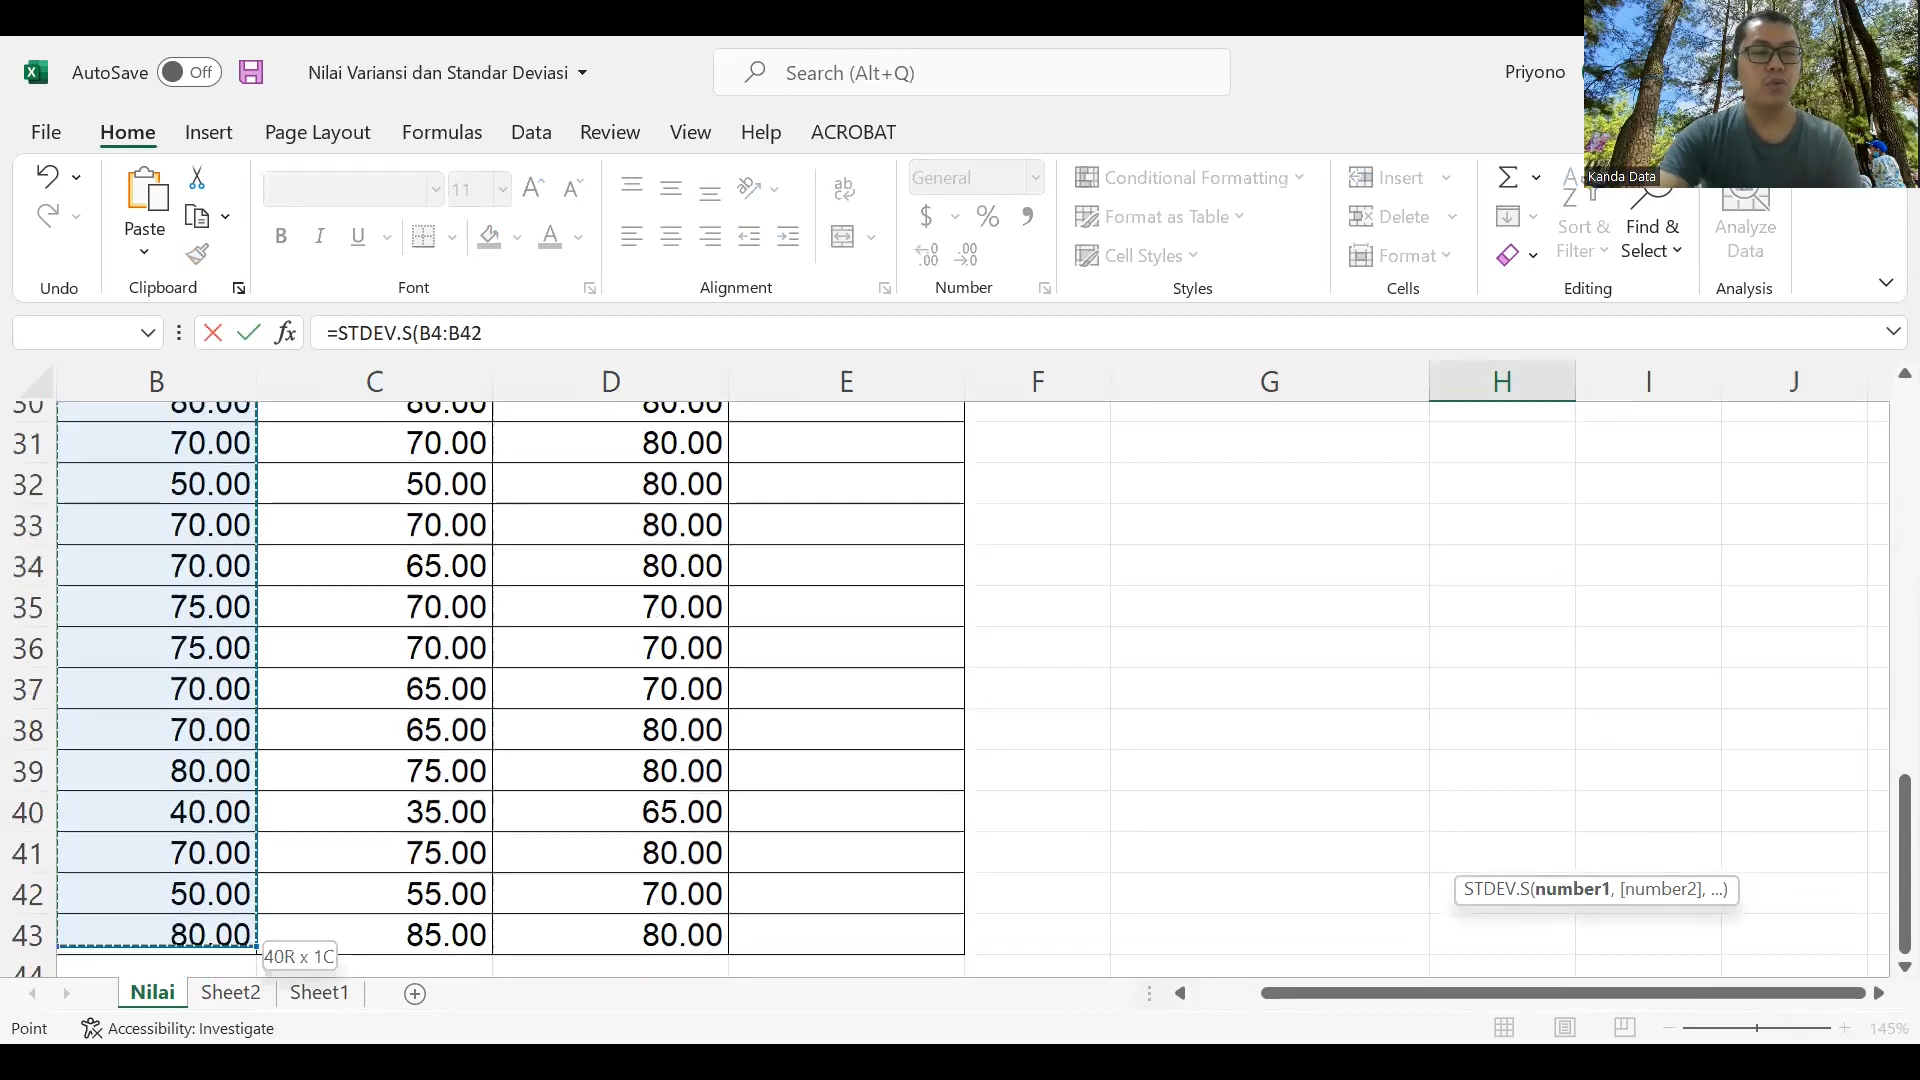 AutoSave Off Nilai Variansi dan Standar Deviasi Search (Alt+Q) Priyono
File Home Insert Page Layout Formulas Data Review View Help ACROBAT
Kanda Data
Paste
11
General
Conditional Formatting
Format as Table
Cell Styles
Insert
Delete
Format
Sort &
Filter
Find &
Select
Analyze
Data
Undo Clipboard Font Alignment Number Styles Cells Editing Analysis
=STDEV.S(B4:B42
B C D E F G H I J
30 80.00 80.00 80.00
31 70.00 70.00 80.00
32 50.00 50.00 80.00
33 70.00 70.00 80.00
34 70.00 65.00 80.00
35 75.00 70.00 70.00
36 75.00 70.00 70.00
37 70.00 65.00 70.00
38 70.00 65.00 80.00
39 80.00 75.00 80.00
40 40.00 35.00 65.00
41 70.00 75.00 80.00
42 50.00 55.00 70.00
STDEV.S(number1, [number2], ...)
43 80.00 85.00 80.00
40R x 1C
44
Nilai Sheet2 Sheet1
Point Accessibility: Investigate 145%